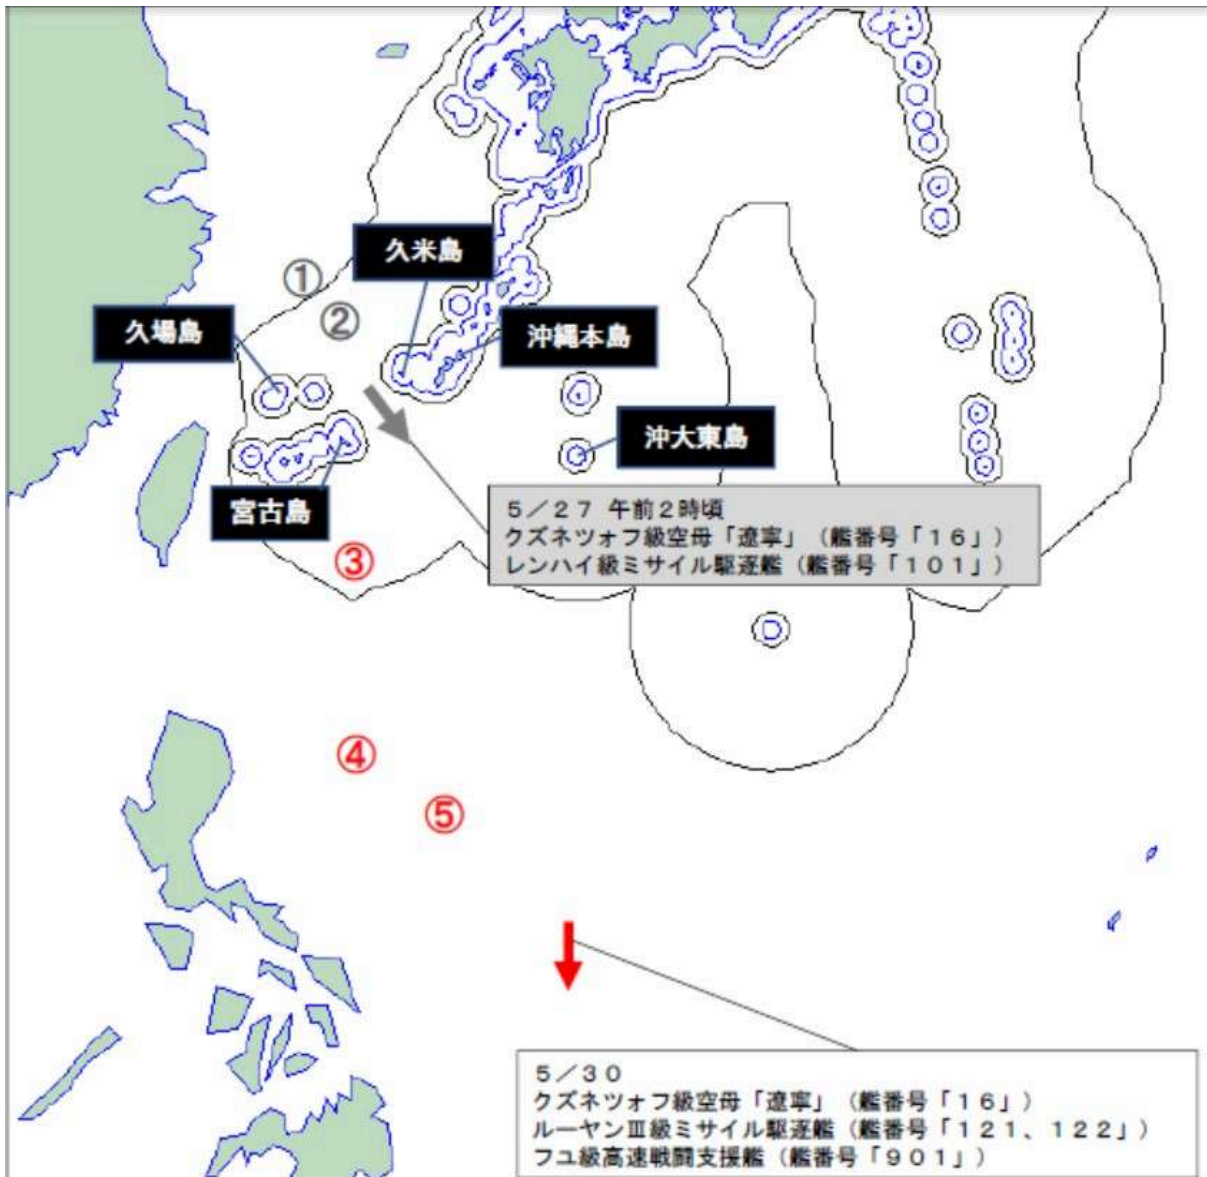 久米島
①
②
久場島
沖縄本島
沖大東島
宮古島
5/27 午前2時頃
クズネツォフ級空母「遼寧」(艦番号「16」)
レンハイ級ミサイル駆逐艦(艦番号「101」)
③
④
⑤
5/30
クズネツォフ級空母「遼寧」(艦番号「16」)
ルーヤンⅢ級ミサイル駆逐艦(艦番号「121、122」)
フユ級高速戦闘支援艦(艦番号「901」)